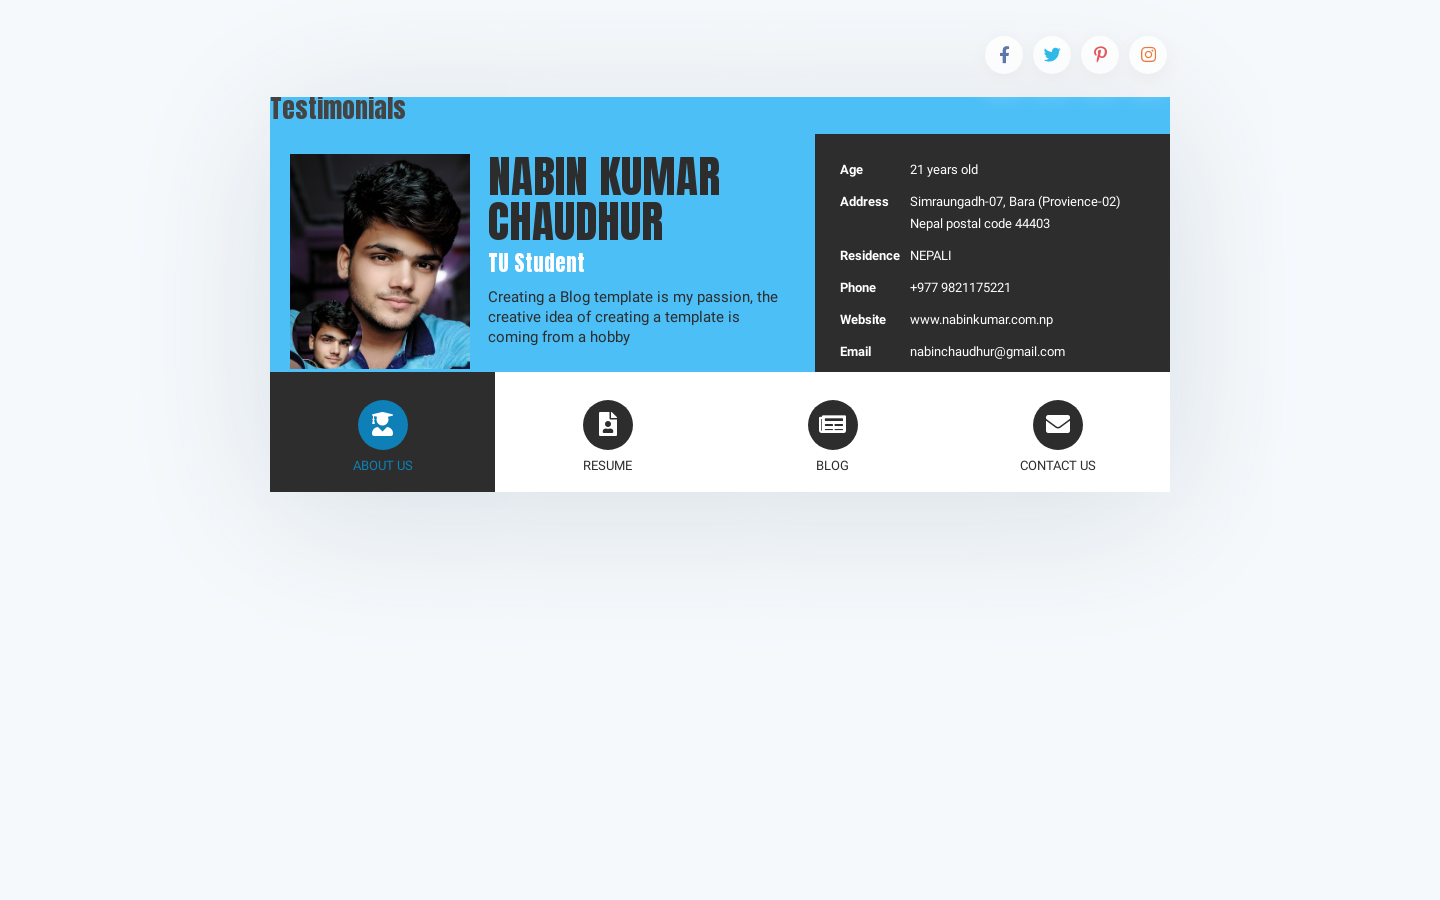 Testimonials
NABIN KUMAR
CHAUDHUR
TU Student
Creating a Blog template is my passion, the
creative idea of creating a template is
coming from a hobby
Age 21 years old
Address Simraungadh-07, Bara (Provience-02)
Nepal postal code 44403
Residence NEPALI
Phone +977 9821175221
Website www.nabinkumar.com.np
Email nabinchaudhur@gmail.com
ABOUT US
RESUME
BLOG
CONTACT US